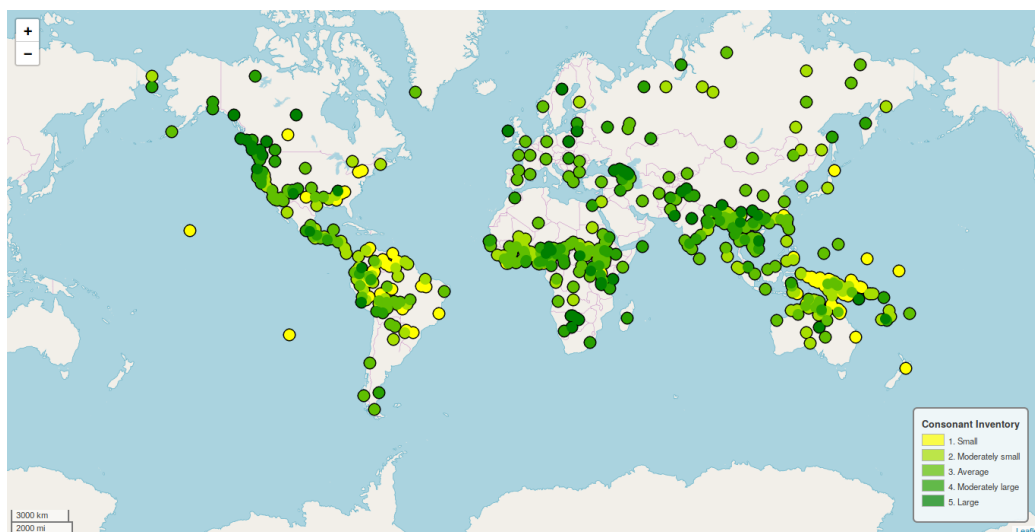 +
−
Consonant Inventory
1. Small
2. Moderately small
3. Average
4. Moderately large
5. Large
3000 km
2000 mi